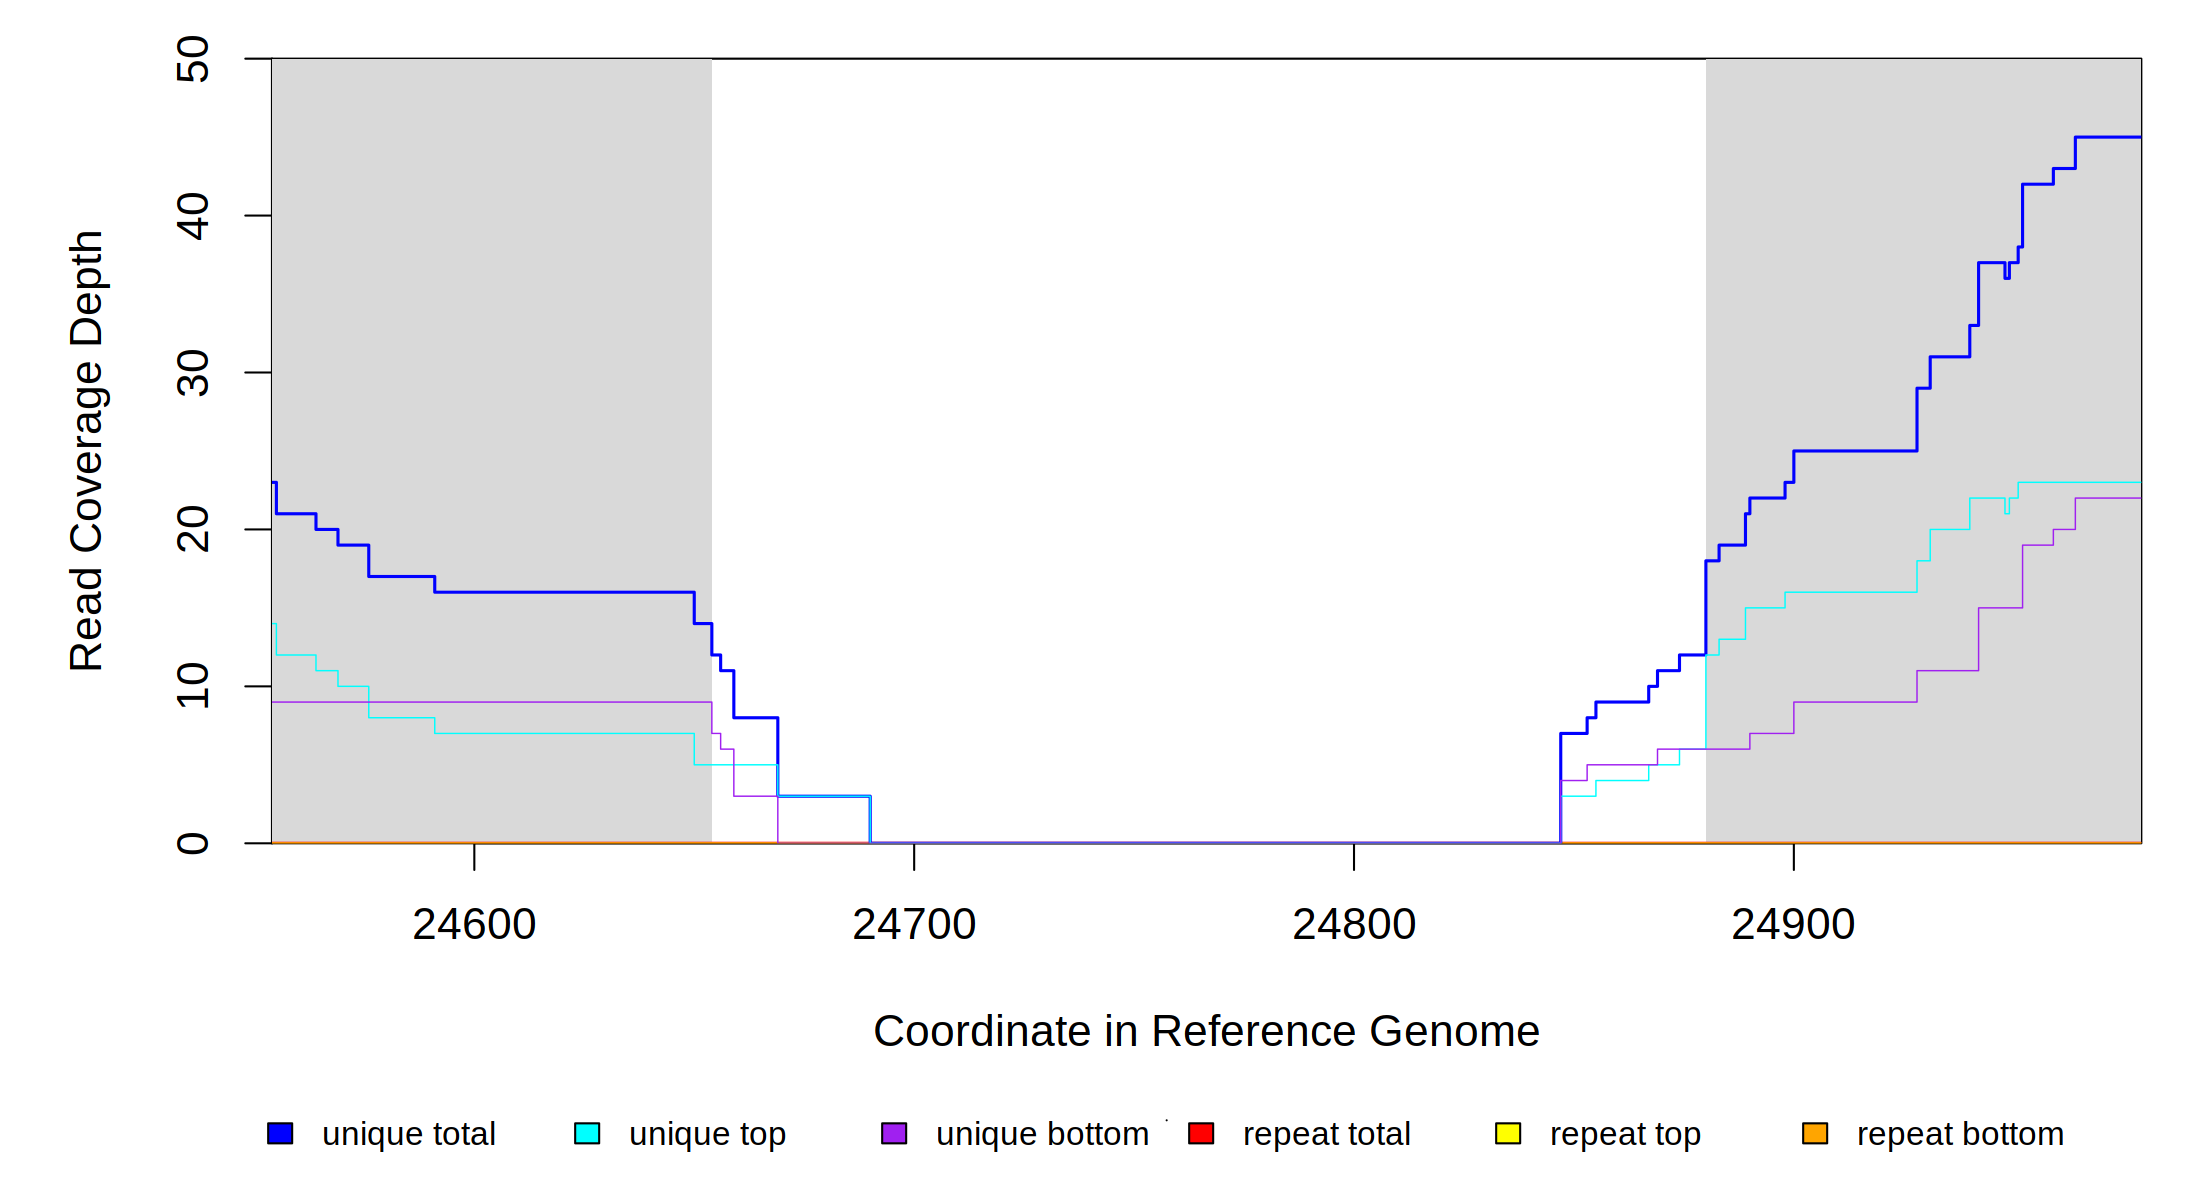 50
40
30
20
10
0
Read Coverage Depth
24600 24700 24800 24900
Coordinate in Reference Genome
unique total unique top unique bottom repeat total repeat top repeat bottom